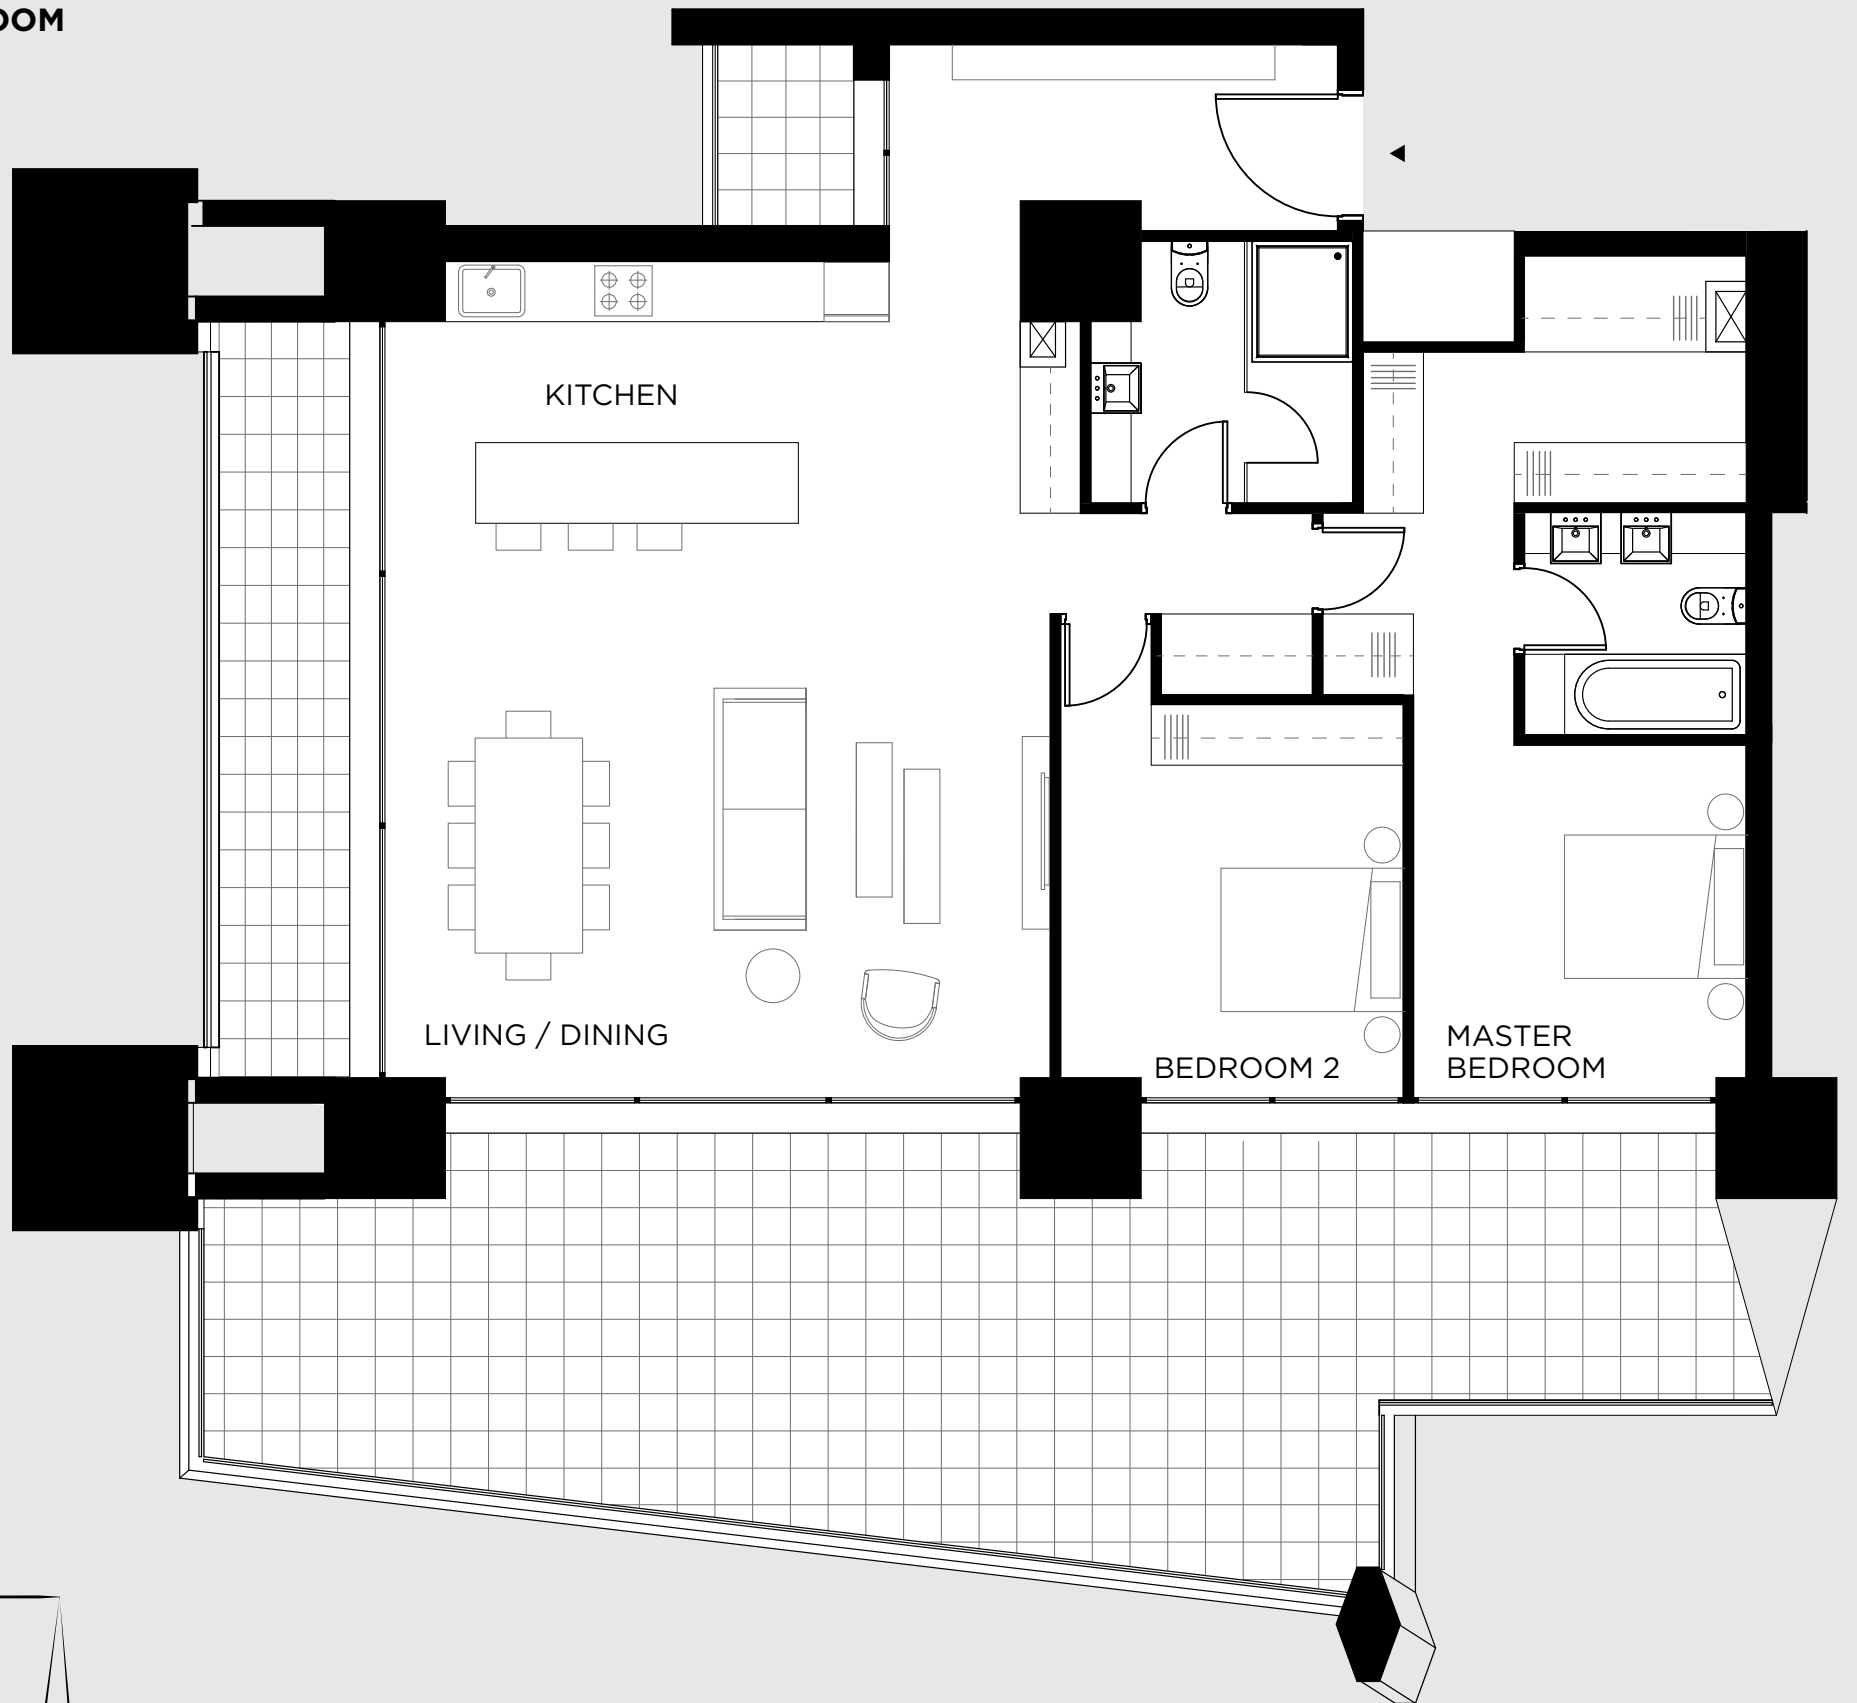 OOM
KITCHEN
LIVING / DINING
BEDROOM 2
MASTER
BEDROOM